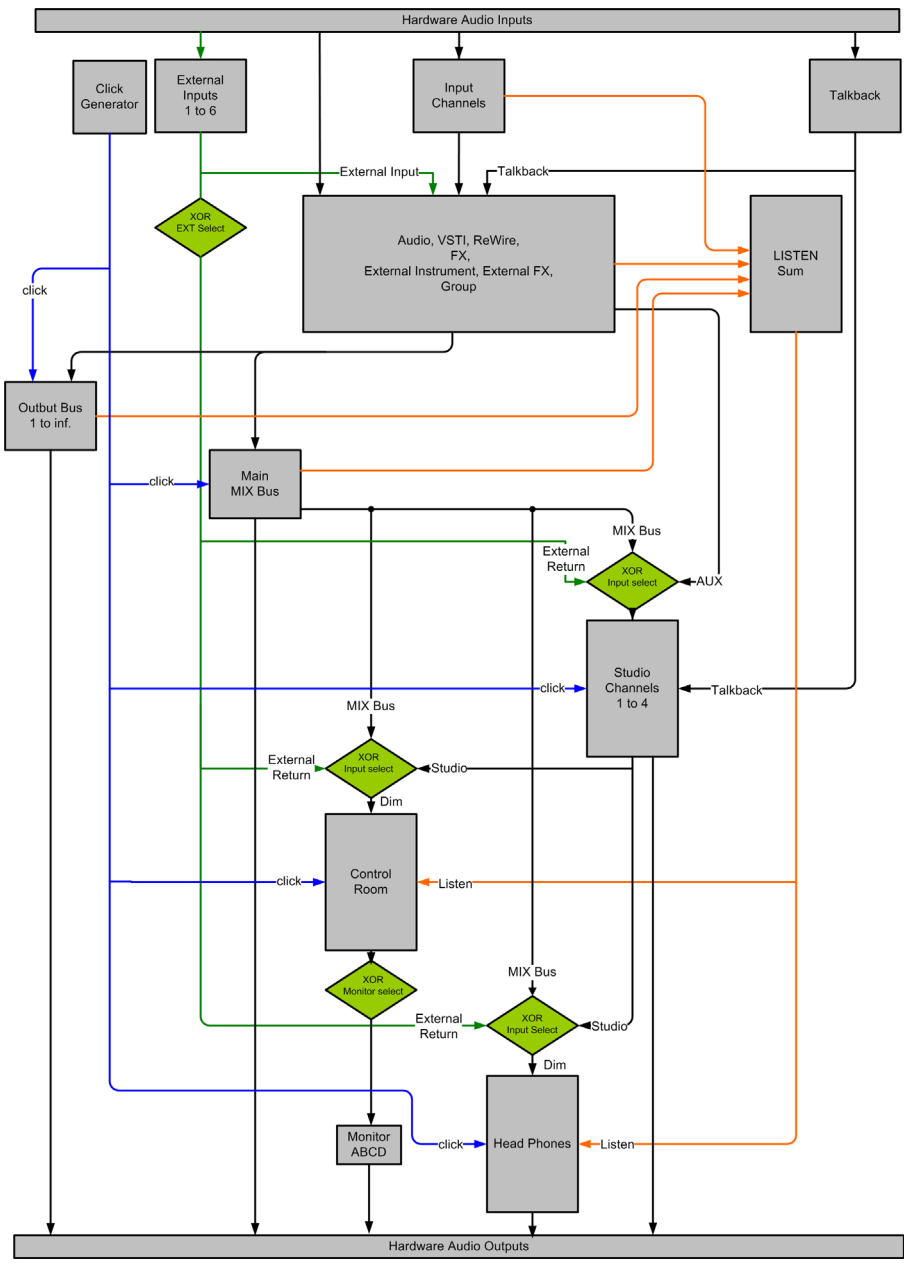 Hardware Audio Inputs
Click
Generator
External
Inputs
1 to 6
Input
Channels
Talkback
External Input
Talkback
XOR
EXT Select
Audio, VSTI, ReWire,
FX,
External Instrument, External FX,
Group
LISTEN
Sum
click
Outbut Bus
1 to inf.
click
Main
MIX Bus
MIX Bus
External
Return
XOR
Input select
AUX
Studio
Channels
1 to 4
click
Talkback
MIX Bus
External
Return
XOR
Input select
Studio
Dim
Control
Room
click
Listen
XOR
Monitor select
MIX Bus
External
Return
XOR
Input Select
Studio
Dim
Monitor
ABCD
click
Head Phones
Listen
Hardware Audio Outputs